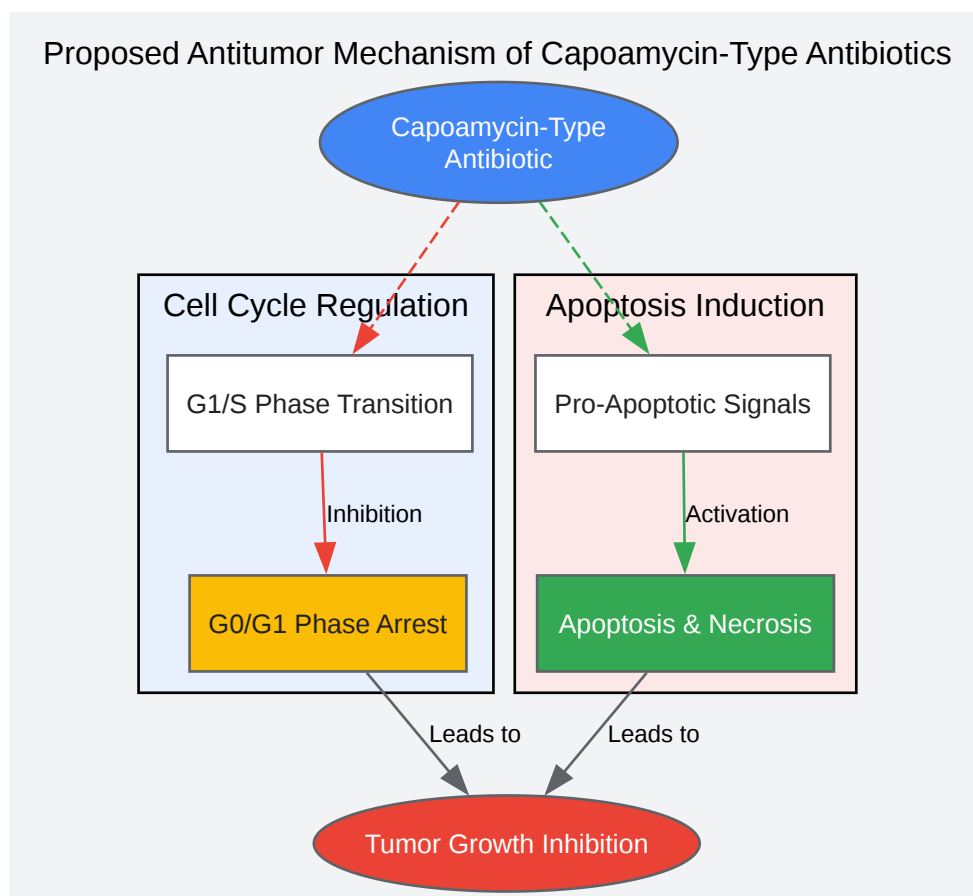 Proposed Antitumor Mechanism of Capoamycin-Type Antibiotics
Capoamycin-Type
Antibiotic
Cell Cycle Regulation
Apoptosis Induction
G1/S Phase Transition
Pro-Apoptotic Signals
Inhibition
Activation
G0/G1 Phase Arrest
Apoptosis & Necrosis
Leads to
Leads to
Tumor Growth Inhibition